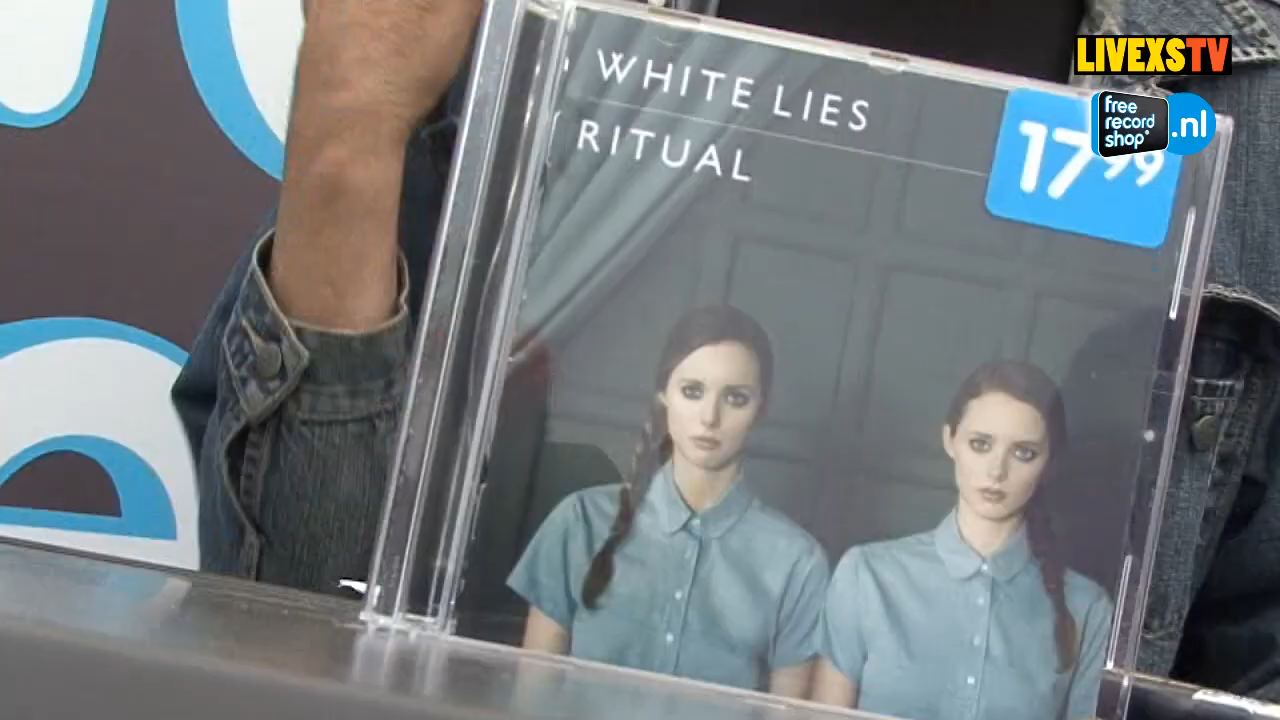 WHITE LIES
RITUAL
17.99
LIVEXSTV
free
record
shop
.nl
e